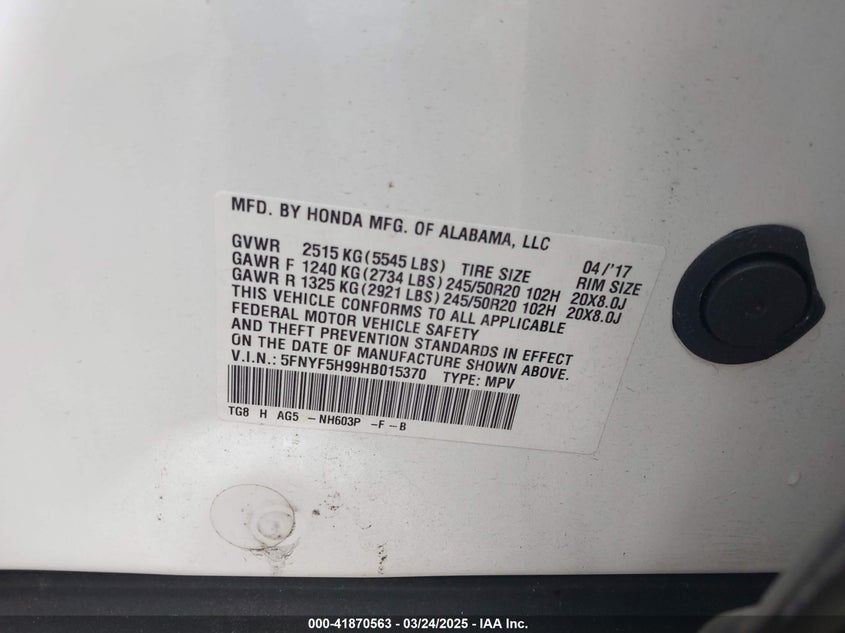 MFD. BY HONDA MFG. OF ALABAMA, LLC
04/'17
GVWR 2515 KG(5545 LBS) TIRE SIZE RIM SIZE
GAWR F 1240 KG(2734 LBS) 245/50R20 102H 20X8.0J
GAWR R 1325 KG(2921 LBS) 245/50R20 102H 20X8.0J
THIS VEHICLE CONFORMS TO ALL APPLICABLE
FEDERAL MOTOR VEHICLE SAFETY
AND THEFT PREVENTION STANDARDS IN EFFECT
ON THE DATE OF MANUFACTURE SHOWN ABOVE.
V.I.N.: 5FNYF5H99HB015370 TYPE: MPV
TG8 H AG5 -NH603P -F-B
000-41870563 — 03/24/2025 — IAA Inc.